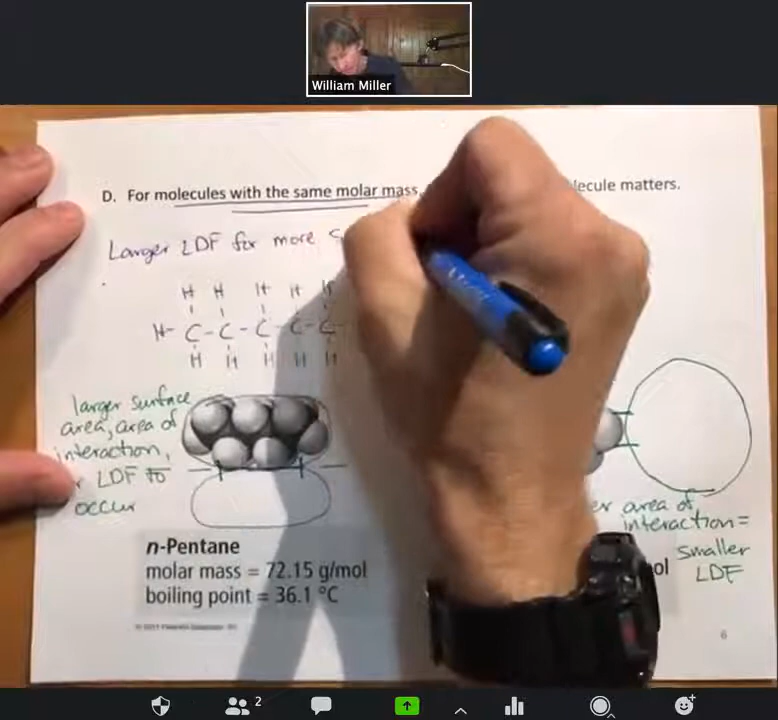 William Miller
D. For molecules with the same molar mass, lecule matters.
Larger LDF for more
H H H H H
H- C - C - C - C - C
H H H H H
larger surface
area, area of
interaction,
LDF to
occur
n-Pentane
molar mass = 72.15 g/mol
boiling point = 36.1 °C
area of
interaction =
smaller
LDF
ol
6
2